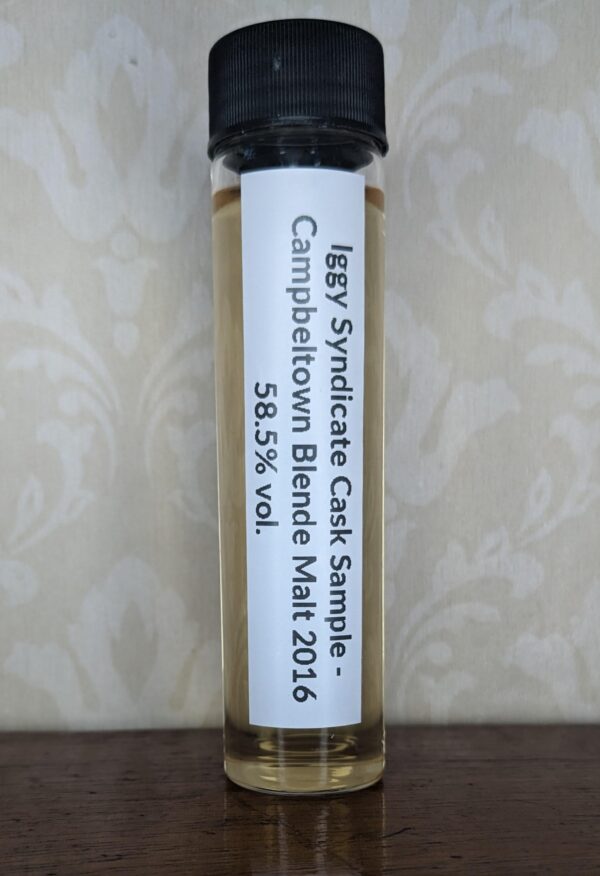 Iggy Syndicate Cask Sample -
Campbeltown Blende Malt 2016
58.5% vol.